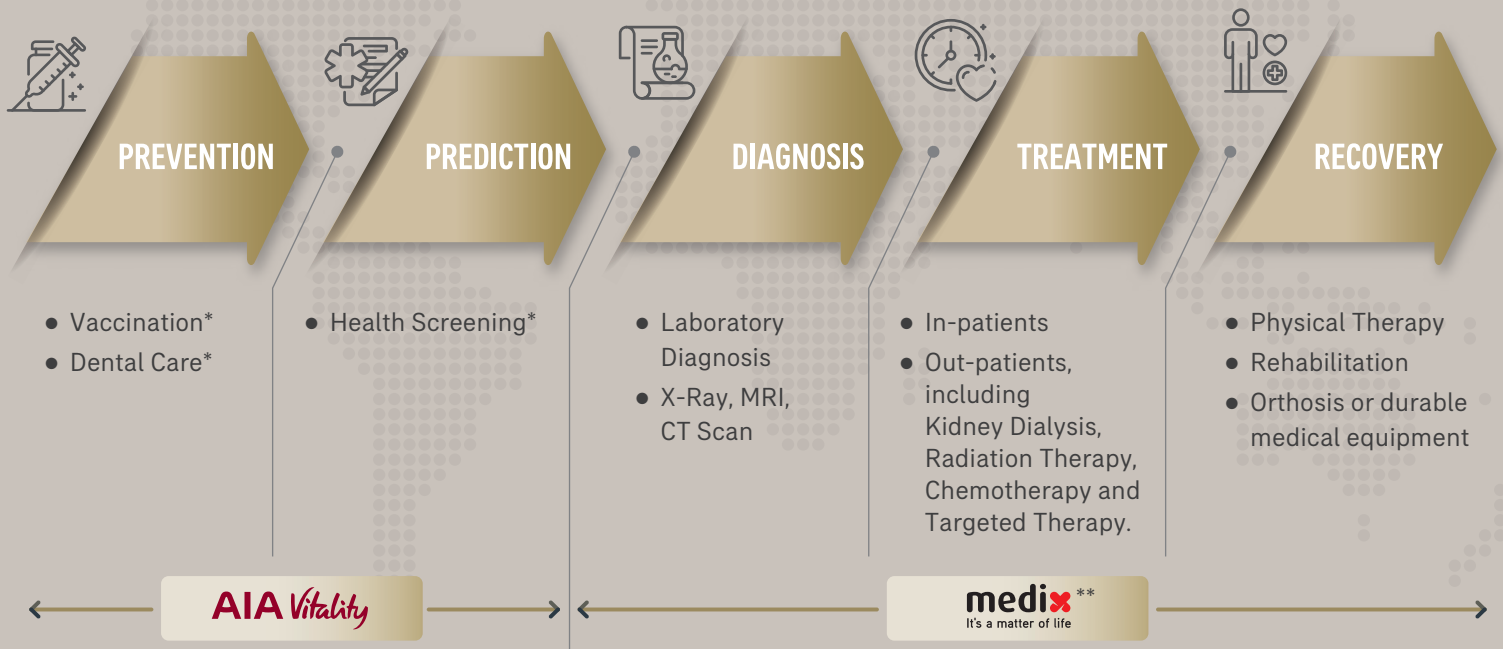 PREVENTION
PREDICTION
DIAGNOSIS
TREATMENT
RECOVERY
● Vaccination*
● Dental Care*
● Health Screening*
● Laboratory
Diagnosis
● X-Ray, MRI,
CT Scan
● In-patients
● Out-patients,
including
Kidney Dialysis,
Radiation Therapy,
Chemotherapy and
Targeted Therapy.
● Physical Therapy
● Rehabilitation
● Orthosis or durable
medical equipment
AIA Vitality
medix**
It's a matter of life